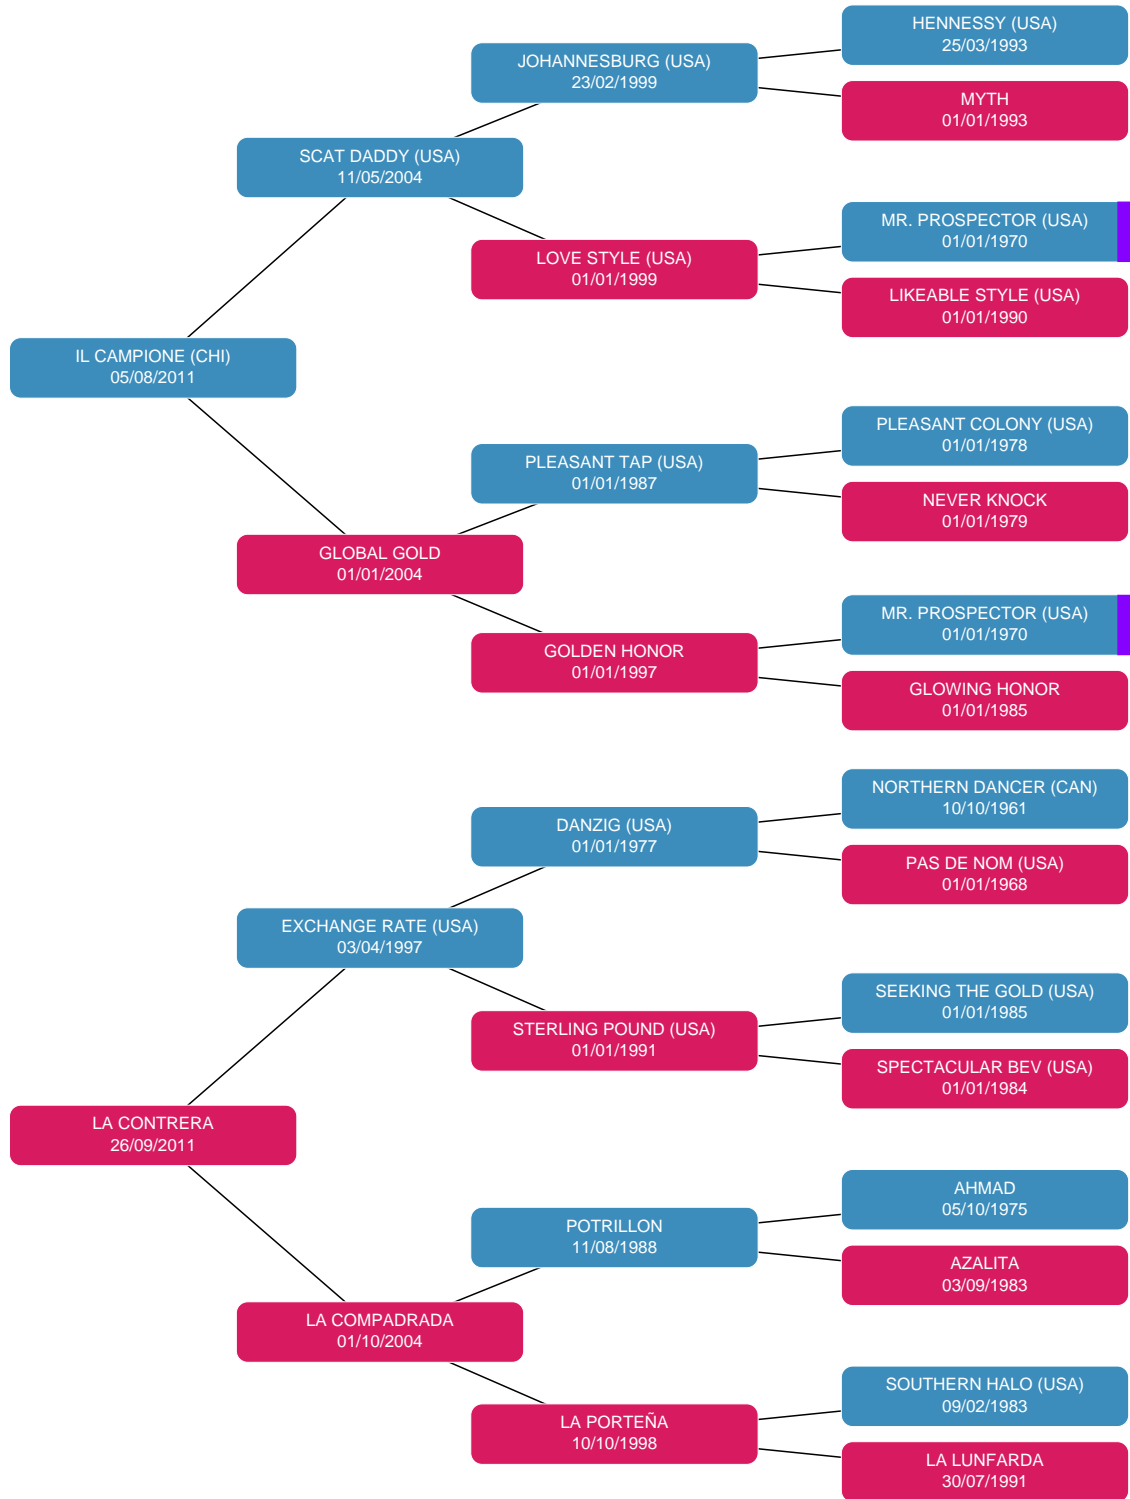 HENNESSY (USA)
25/03/1993
JOHANNESBURG (USA)
23/02/1999
MYTH
01/01/1993
SCAT DADDY (USA)
11/05/2004
MR. PROSPECTOR (USA)
01/01/1970
LOVE STYLE (USA)
01/01/1999
LIKEABLE STYLE (USA)
01/01/1990
IL CAMPIONE (CHI)
05/08/2011
PLEASANT COLONY (USA)
01/01/1978
PLEASANT TAP (USA)
01/01/1987
NEVER KNOCK
01/01/1979
GLOBAL GOLD
01/01/2004
MR. PROSPECTOR (USA)
01/01/1970
GOLDEN HONOR
01/01/1997
GLOWING HONOR
01/01/1985
NORTHERN DANCER (CAN)
10/10/1961
DANZIG (USA)
01/01/1977
PAS DE NOM (USA)
01/01/1968
EXCHANGE RATE (USA)
03/04/1997
SEEKING THE GOLD (USA)
01/01/1985
STERLING POUND (USA)
01/01/1991
SPECTACULAR BEV (USA)
01/01/1984
LA CONTRERA
26/09/2011
AHMAD
05/10/1975
POTRILLON
11/08/1988
AZALITA
03/09/1983
LA COMPADRADA
01/10/2004
SOUTHERN HALO (USA)
09/02/1983
LA PORTEÑA
10/10/1998
LA LUNFARDA
30/07/1991